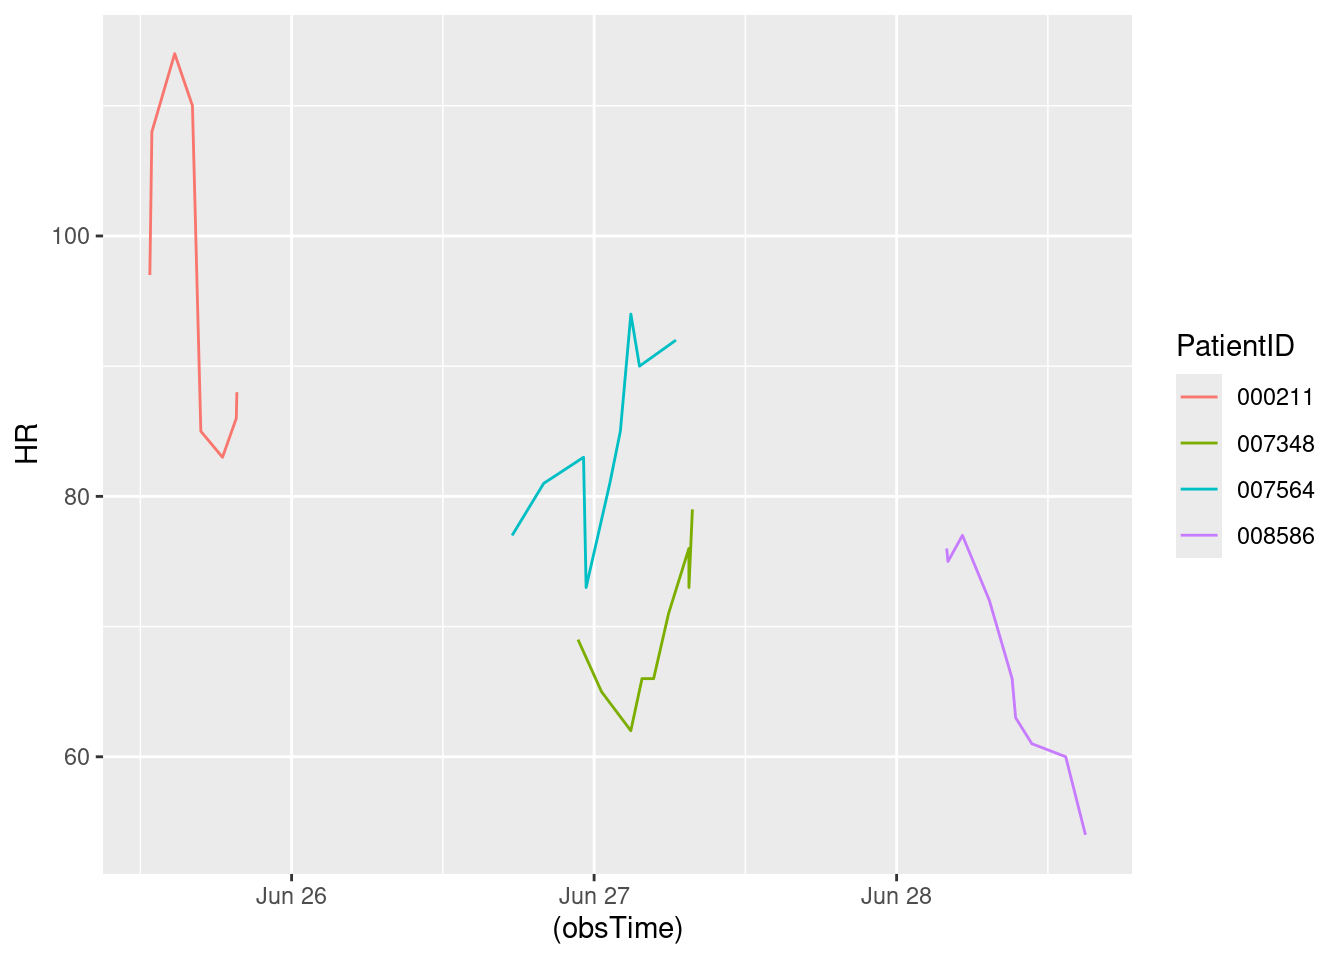 100
80
60
HR
Jun 26
Jun 27
Jun 28
(obsTime)
PatientID
000211
007348
007564
008586